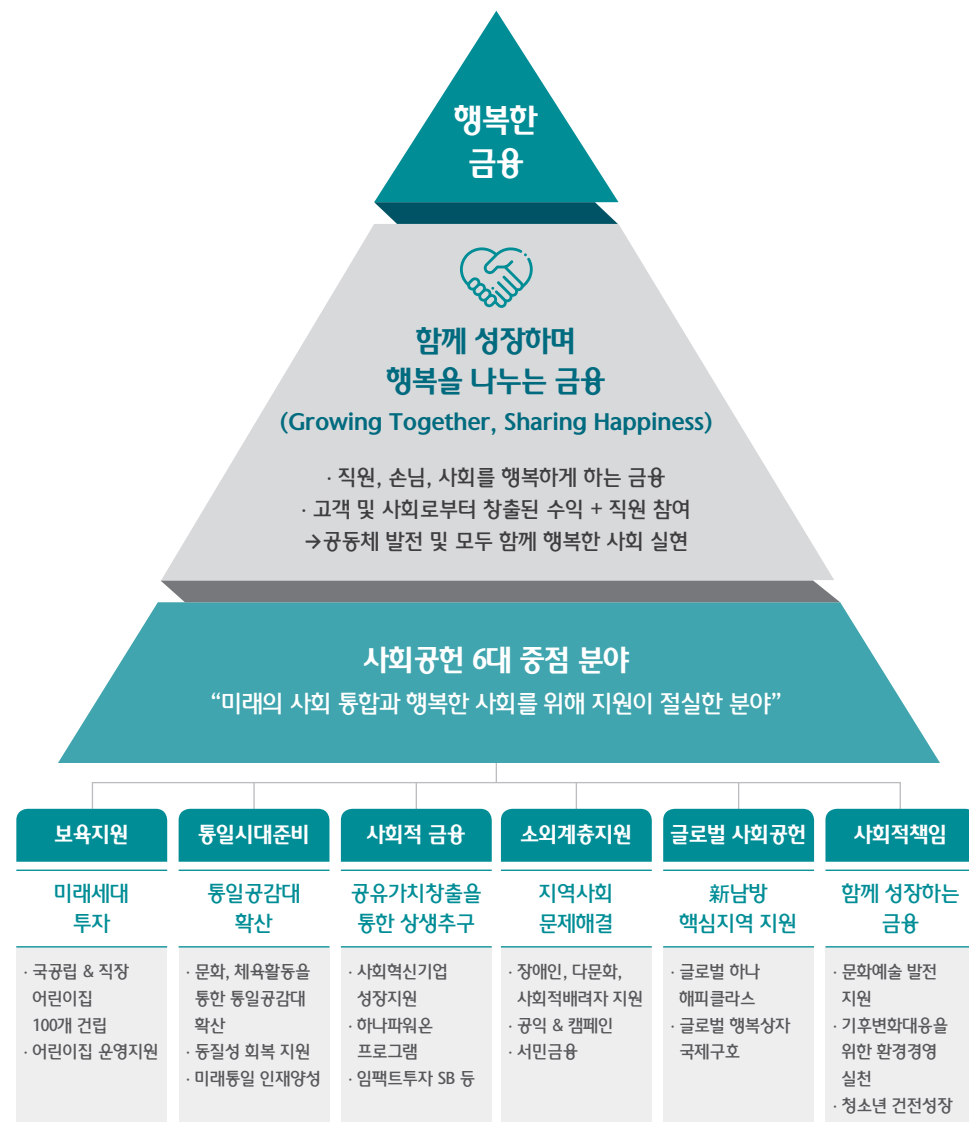 행복한
금융
함께 성장하며
행복을 나누는 금융
(Growing Together, Sharing Happiness)
· 직원, 손님, 사회를 행복하게 하는 금융
· 고객 및 사회로부터 창출된 수익 + 직원 참여
→공동체 발전 및 모두 함께 행복한 사회 실현
사회공헌 6대 중점 분야
“미래의 사회 통합과 행복한 사회를 위해 지원이 절실한 분야”
보육지원
미래세대
투자
· 국공립 & 직장
어린이집
100개 건립
· 어린이집 운영지원
통일시대준비
통일공감대
확산
· 문화, 체육활동을
통한 통일공감대
확산
· 동질성 회복 지원
· 미래통일 인재양성
사회적 금융
공유가치창출을
통한 상생추구
· 사회혁신기업
성장지원
· 하나파워온
프로그램
· 임팩트투자 SB 등
소외계층지원
지역사회
문제해결
· 장애인, 다문화,
사회적배려자 지원
· 공익 & 캠페인
· 서민금융
글로벌 사회공헌
新남방
핵심지역 지원
· 글로벌 하나
해피클라스
· 글로벌 행복상자
국제구호
사회적책임
함께 성장하는
금융
· 문화예술 발전
지원
· 기후변화대응을
위한 환경경영
실천
· 청소년 건전성장